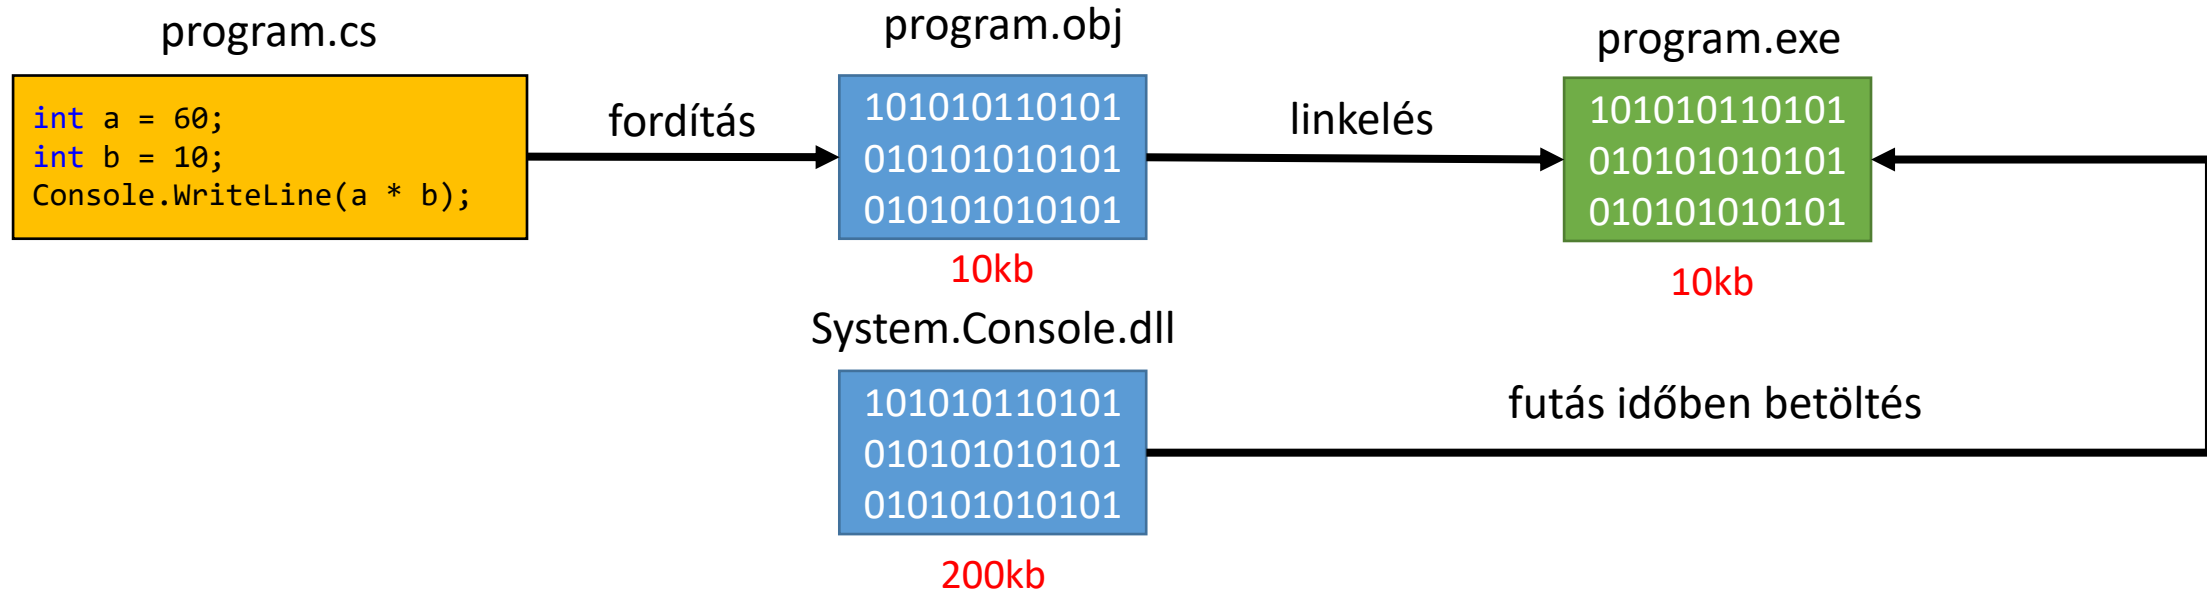 program.cs
int a = 60;
int b = 10;
Console.WriteLine(a * b);
fordítás
program.obj
101010110101
010101010101
010101010101
10kb
linkelés
program.exe
101010110101
010101010101
010101010101
10kb
System.Console.dll
101010110101
010101010101
010101010101
200kb
futás időben betöltés